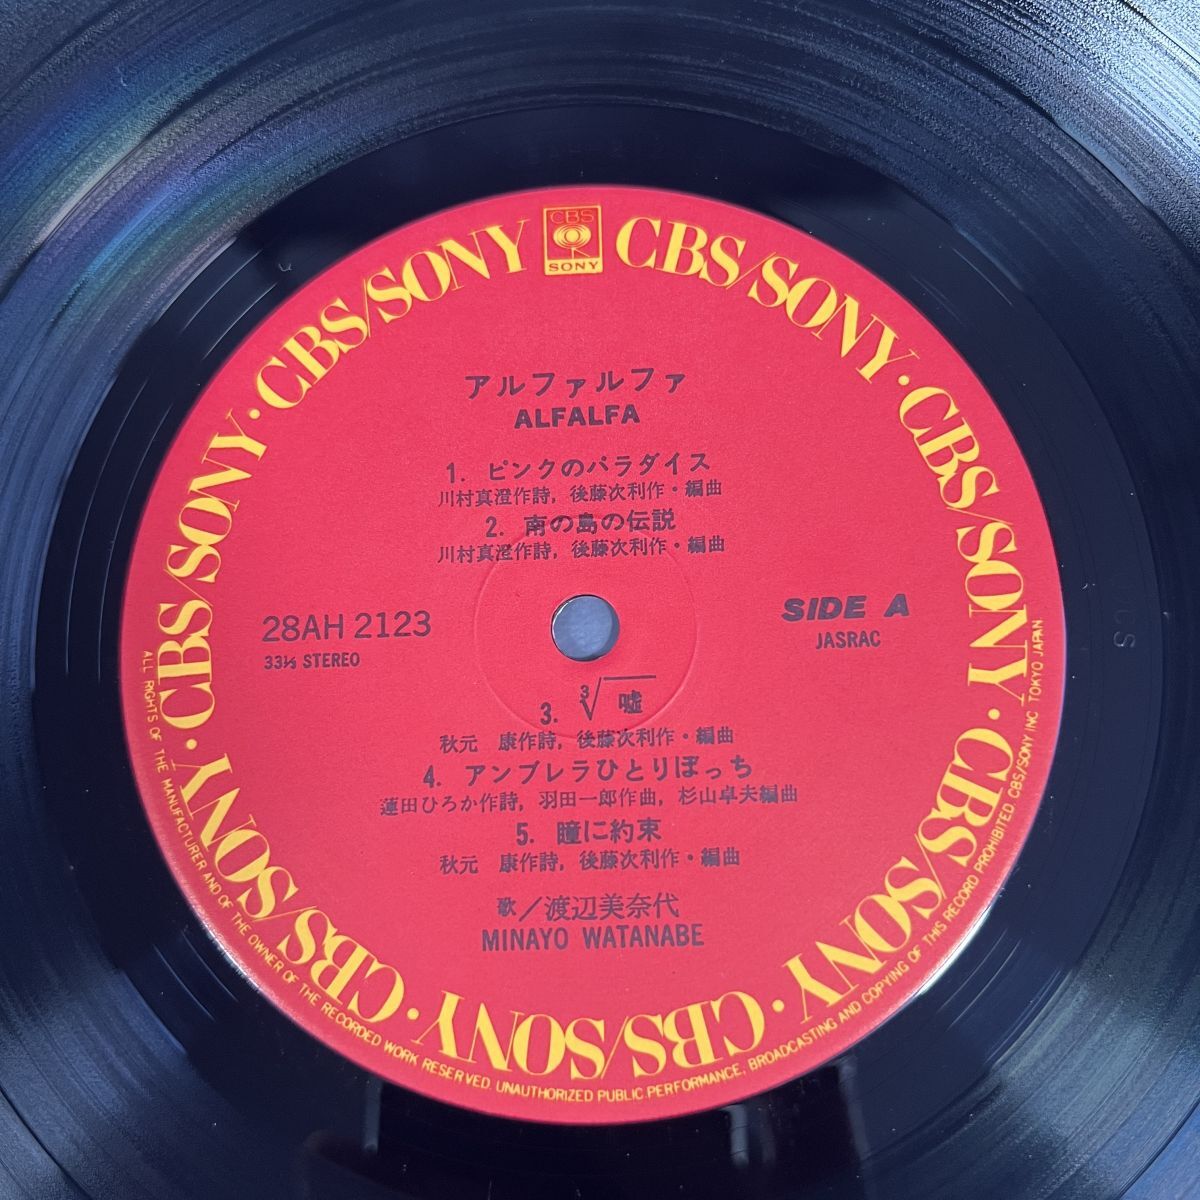 CBS
SONY
CBS/SONY · CBS/SONY · CBS/SONY · CBS/SONY · CBS/SONY · CBS/SONY · CBS/SONY · CBS/SONY
アルファルファ
ALFALFA
1. ピンクのパラダイス
川村真澄作詩, 後藤次利作・編曲
2. 南の島の伝説
川村真澄作詩, 後藤次利作・編曲
28AH 2123
33⅓ STEREO
SIDE A
JASRAC
3. ∛嘘
秋元 康作詩, 後藤次利作・編曲
4. アンブレラひとりぼっち
蓮田ひろか作詩, 羽田一郎作曲, 杉山卓夫編曲
5. 瞳に約束
秋元 康作詩, 後藤次利作・編曲
歌／渡辺美奈代
MINAYO WATANABE
ALL RIGHTS OF THE MANUFACTURER AND OF THE OWNER OF THE RECORDED WORK RESERVED. UNAUTHORIZED PUBLIC PERFORMANCE, BROADCASTING AND COPYING OF THIS RECORD PROHIBITED. CBS/SONY INC TOKYO JAPAN